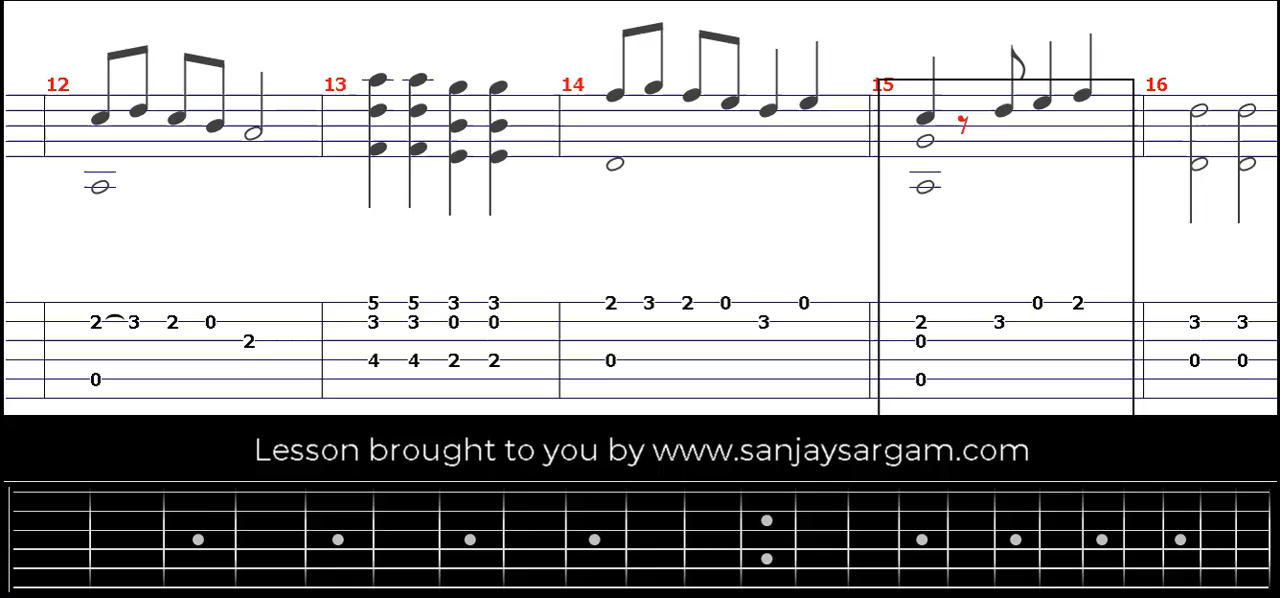 12 13 14 15 16
5 5 3 3 2 3 2 0 0 0 2
2 3 2 0 3 3 0 0 3 2 3 3 3
2 0
4 4 2 2 0 0 0
0 0
Lesson brought to you by www.sanjaysargam.com